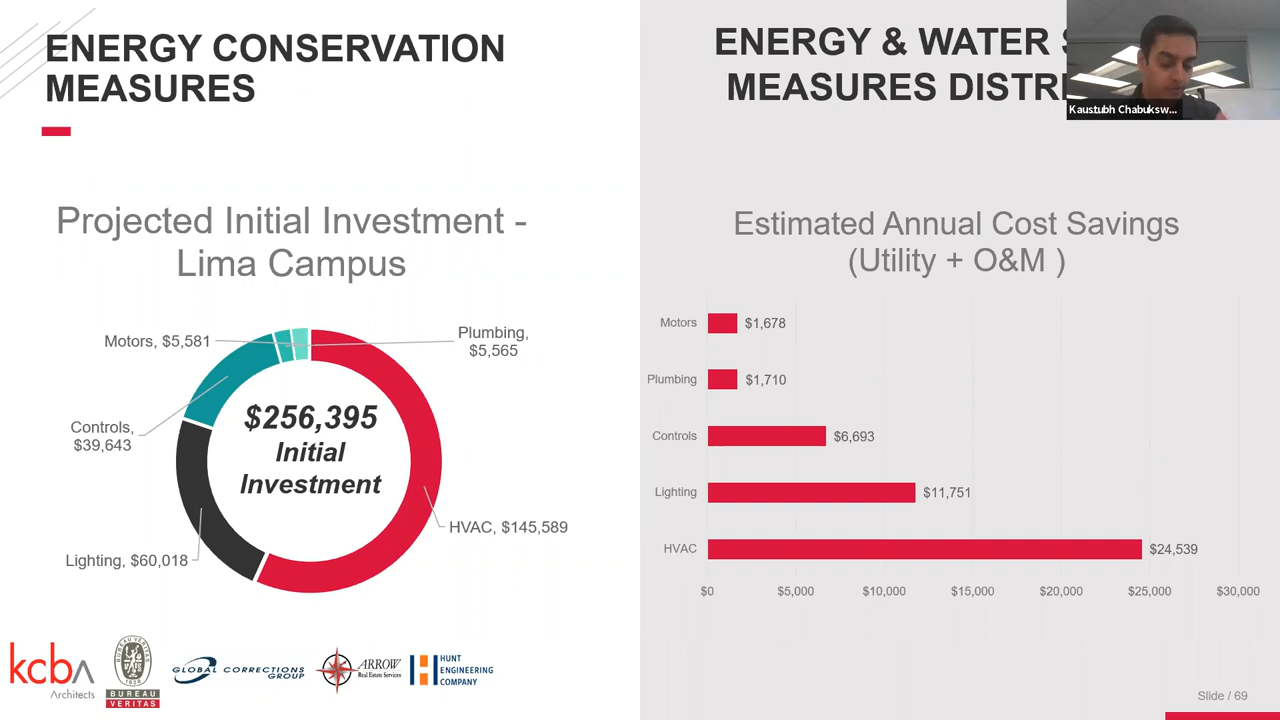 ENERGY CONSERVATION
MEASURES
Projected Initial Investment -
Lima Campus
Motors, $5,581
Plumbing,
$5,565
Controls,
$39,643
$256,395
Initial
Investment
HVAC, $145,589
Lighting, $60,018
kcba
Architects
BUREAU VERITAS
1828
BUREAU
VERITAS
GLOBAL CORRECTIONS
GROUP
ARROW
Real Estate Services
HUNT
ENGINEERING
COMPANY
ENERGY & WATER
MEASURES
Kaustubh Chabuksw...
Estimated Annual Cost Savings
(Utility + O&M )
Motors
$1,678
Plumbing
$1,710
Controls
$6,693
Lighting
$11,751
HVAC
$24,539
$0
$5,000
$10,000
$15,000
$20,000
$25,000
$30,000
Slide / 69